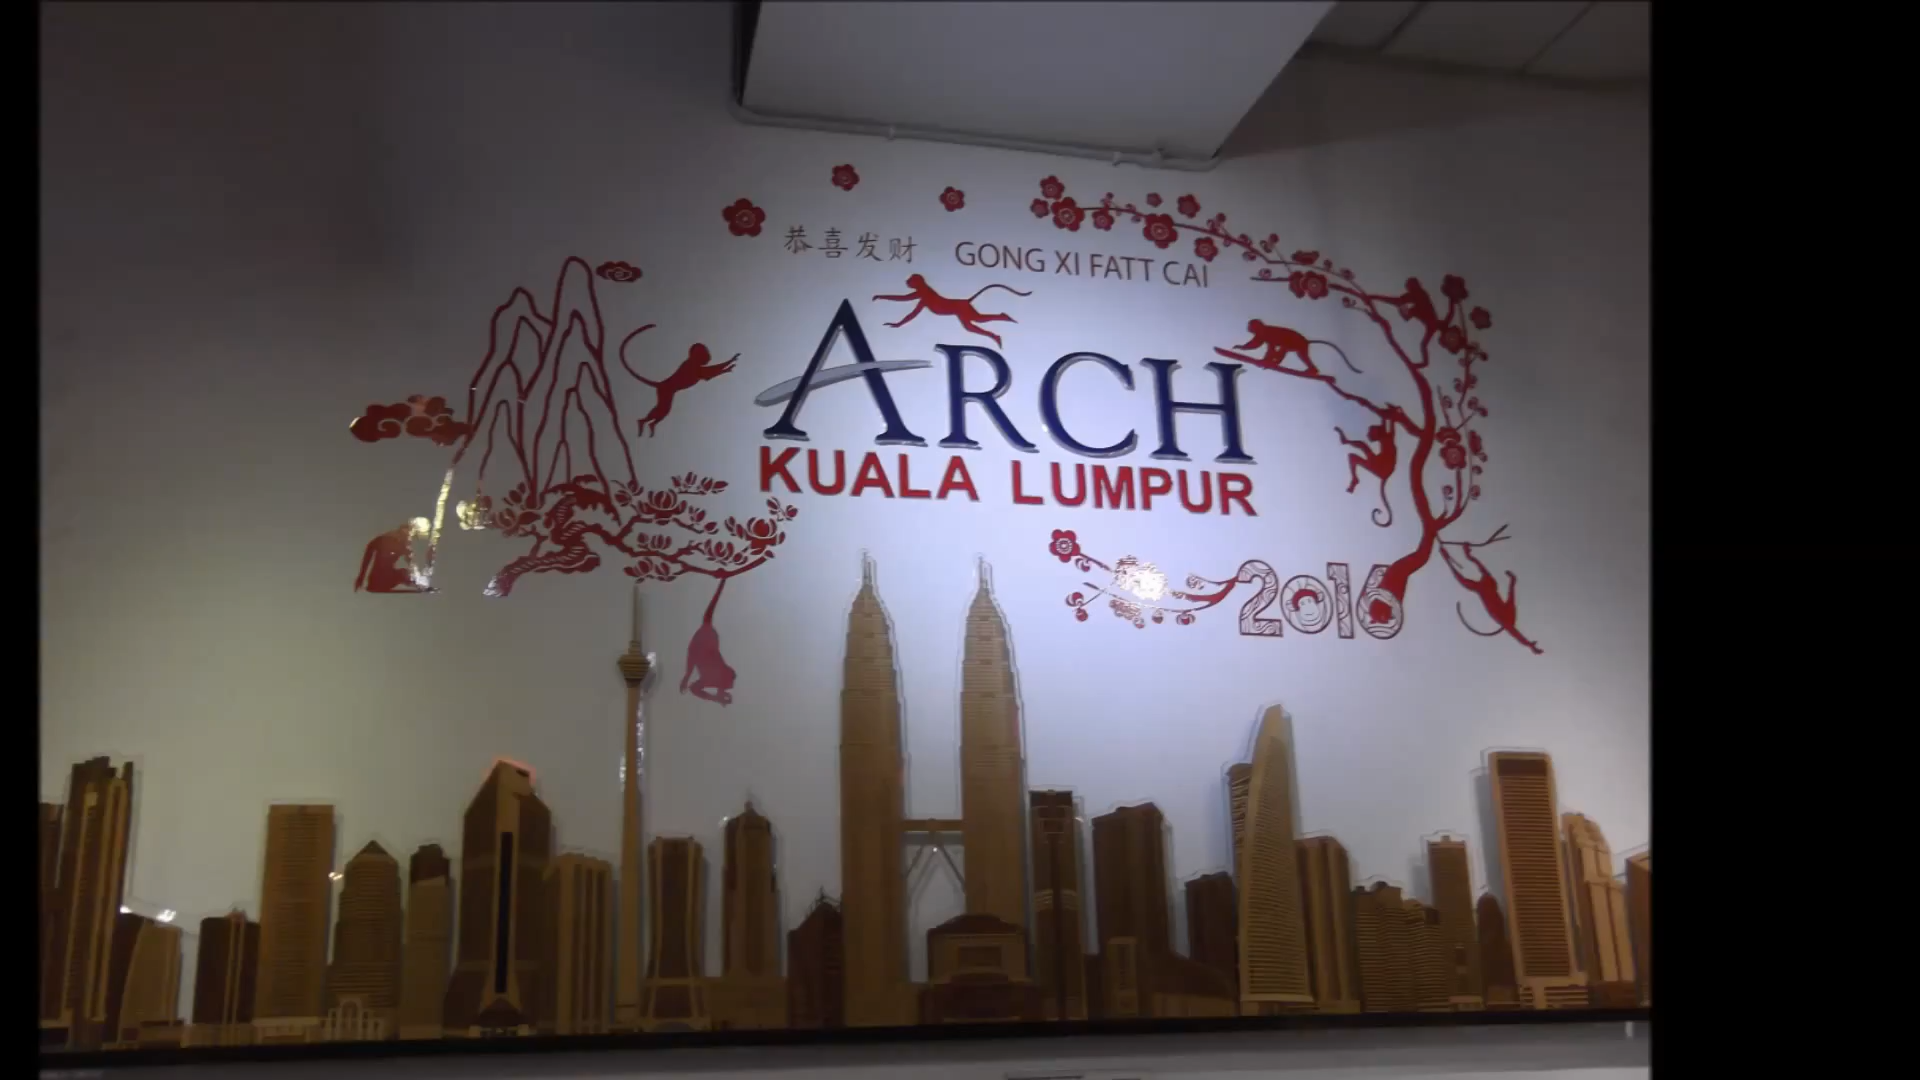 恭喜发财 GONG XI FATT CAI
ARCH
KUALA LUMPUR
2016